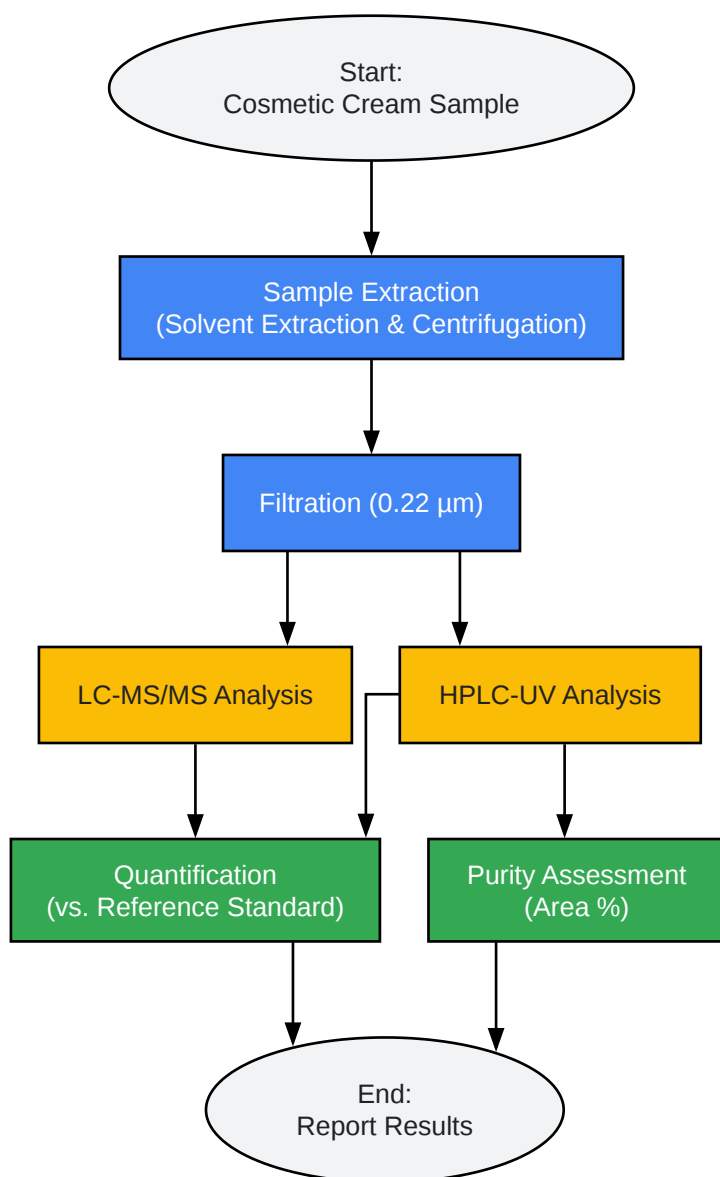 Start:
Cosmetic Cream Sample
Sample Extraction
(Solvent Extraction & Centrifugation)
Filtration (0.22 µm)
LC-MS/MS Analysis
HPLC-UV Analysis
Quantification
(vs. Reference Standard)
Purity Assessment
(Area %)
End:
Report Results